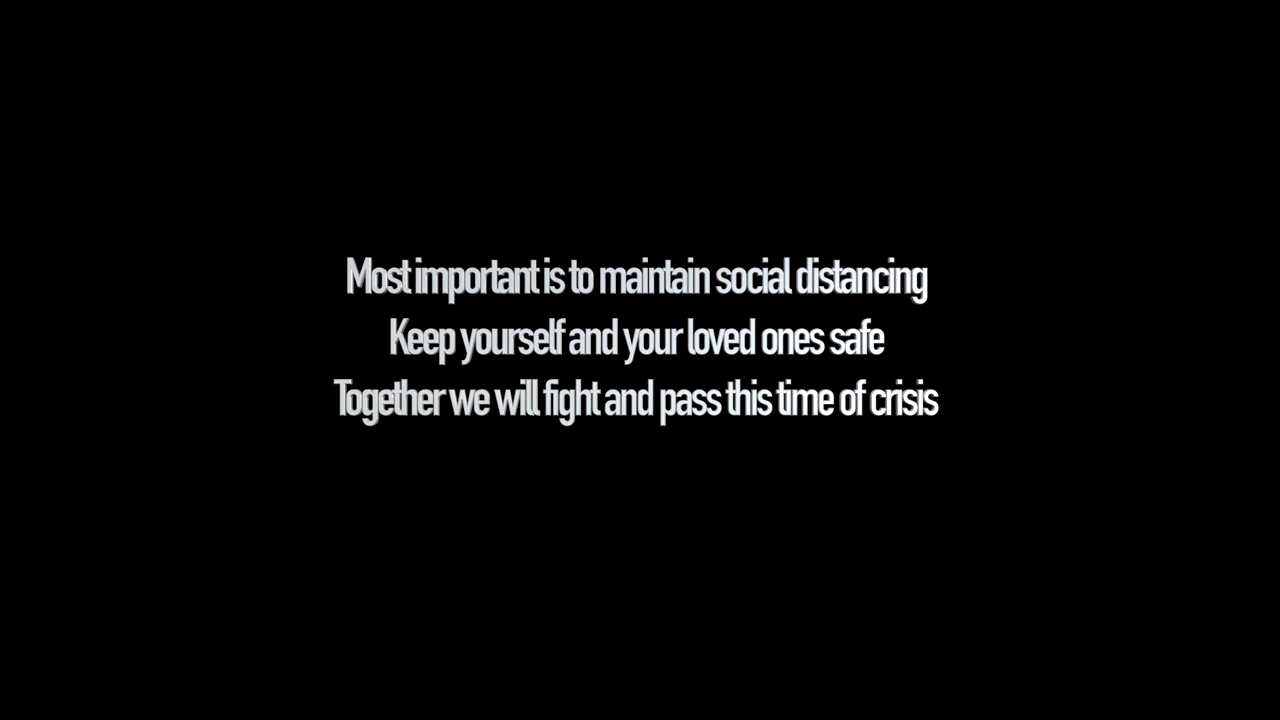 Most important is to maintain social distancing
Keep yourself and your loved ones safe
Together we will fight and pass this time of crisis